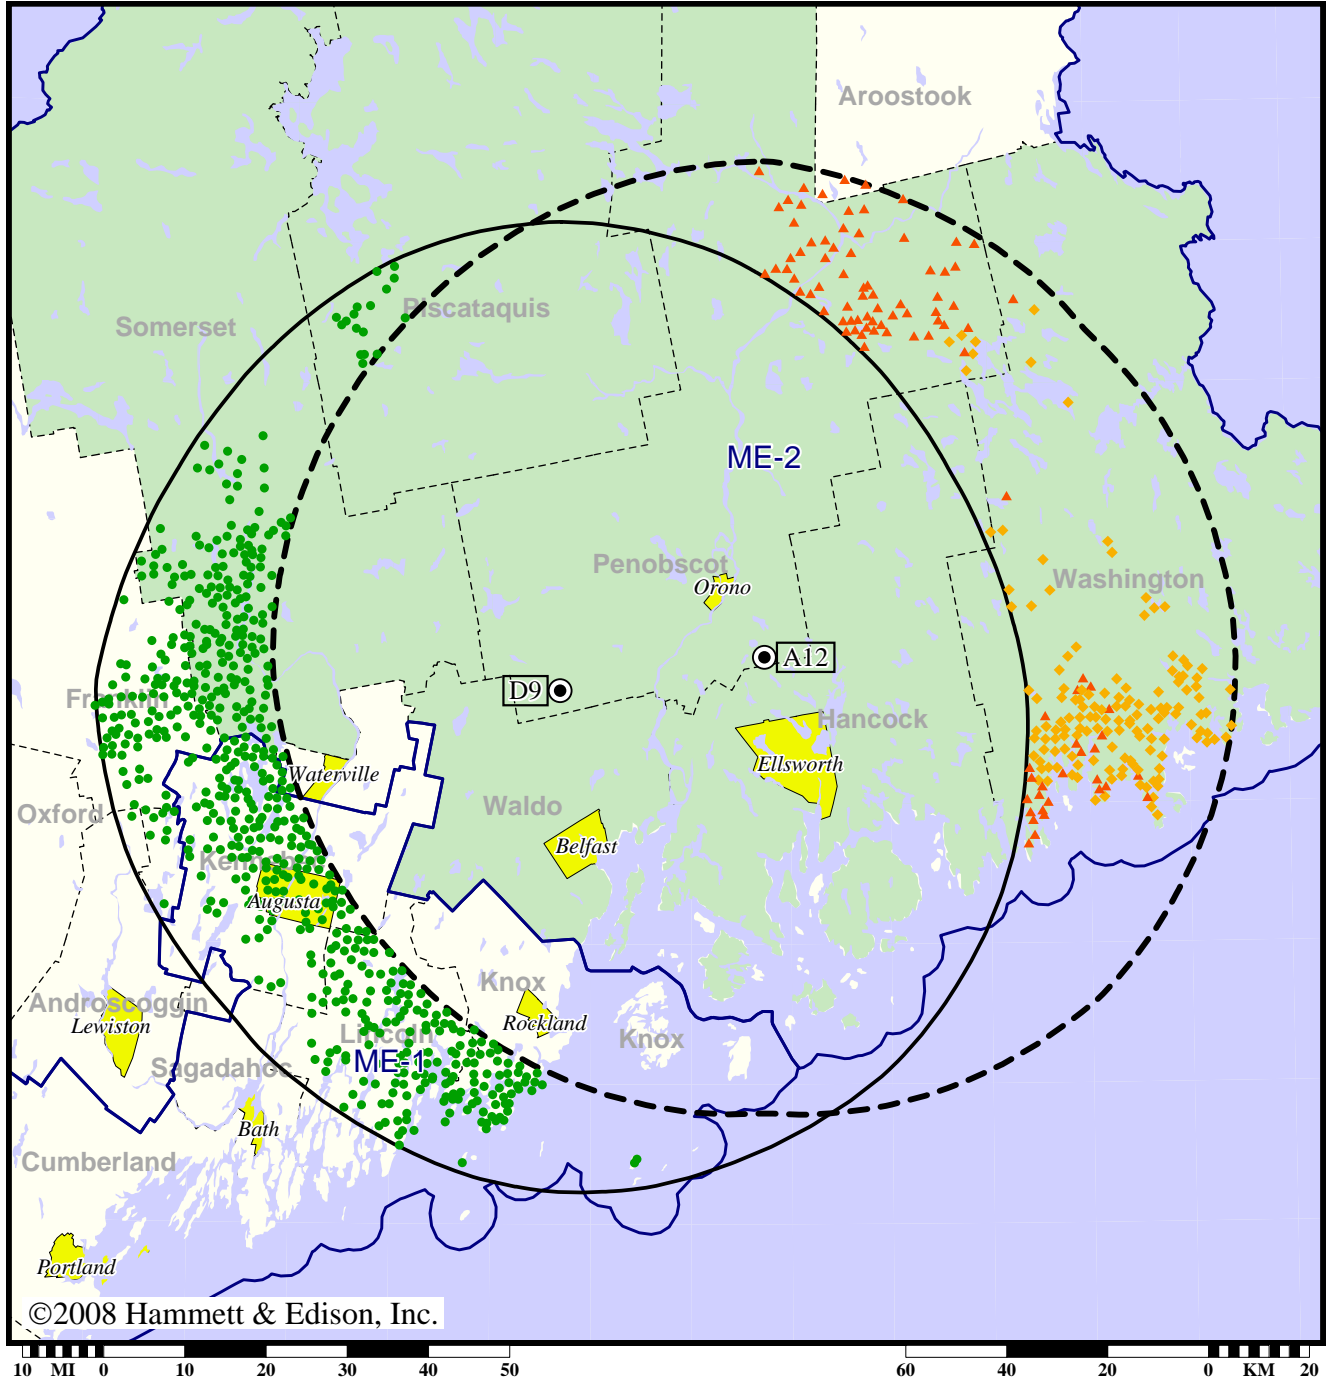 Aroostook
Somerset
Piscataquis
ME-2
Penobscot
Orono
Washington
A12
D9
Franklin
Hancock
Waterville
Ellsworth
Oxford
Waldo
Belfast
Kennebec
Augusta
Knox
Androscoggin
Lewiston
Rockland
Lincoln
Knox
ME-1
Sagadahoc
Bath
Cumberland
Portland
©2008 Hammett & Edison, Inc.
10 MI 0 10 20 30 40 50 60 40 20 0 KM 20